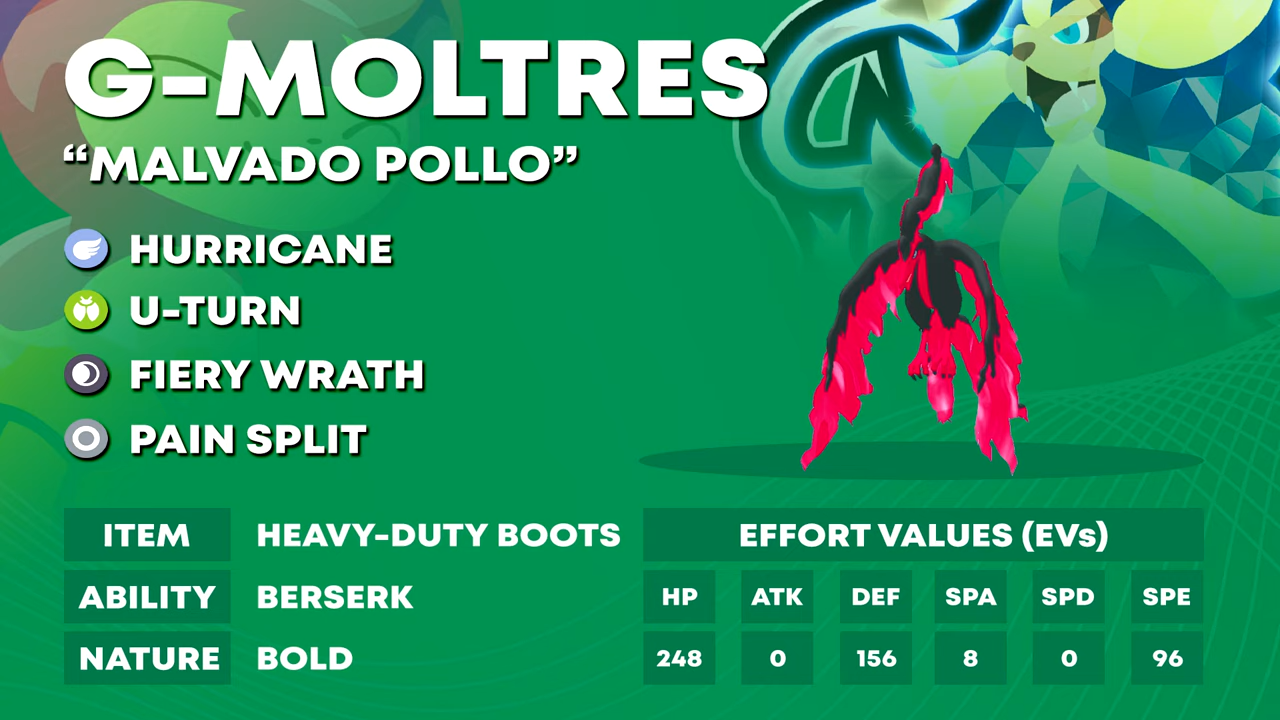 G-MOLTRES
“MALVADO POLLO”
HURRICANE
U-TURN
FIERY WRATH
PAIN SPLIT
ITEM HEAVY-DUTY BOOTS
ABILITY BERSERK
NATURE BOLD
EFFORT VALUES (EVs)
HP ATK DEF SPA SPD SPE
248 0 156 8 0 96